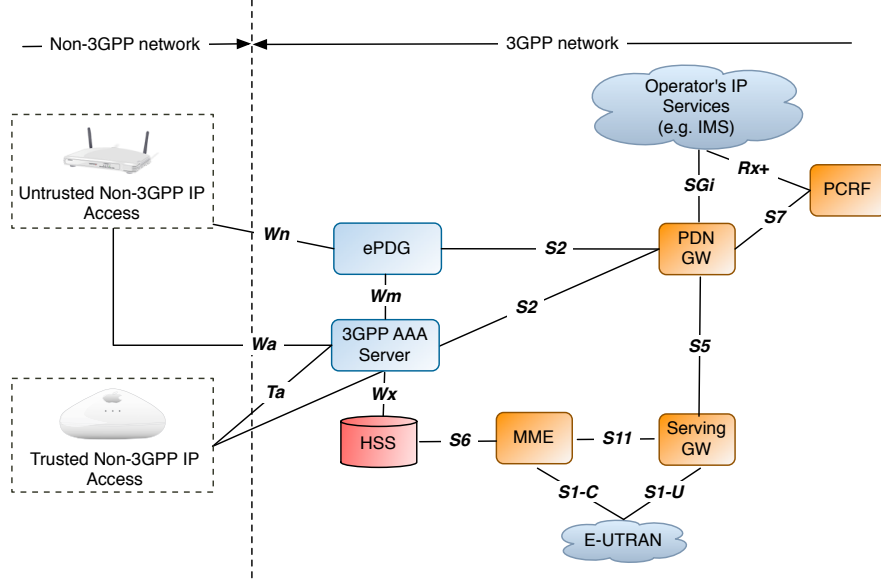 Non-3GPP network
3GPP network
Operator's IP
Services
(e.g. IMS)
Rx+
PCRF
SGi
S7
Untrusted Non-3GPP IP
Access
Wn
ePDG
S2
PDN
GW
Wm
S2
3GPP AAA
Server
Wa
S5
Ta
Wx
HSS
S6
MME
S11
Serving
GW
Trusted Non-3GPP IP
Access
S1-C
S1-U
E-UTRAN